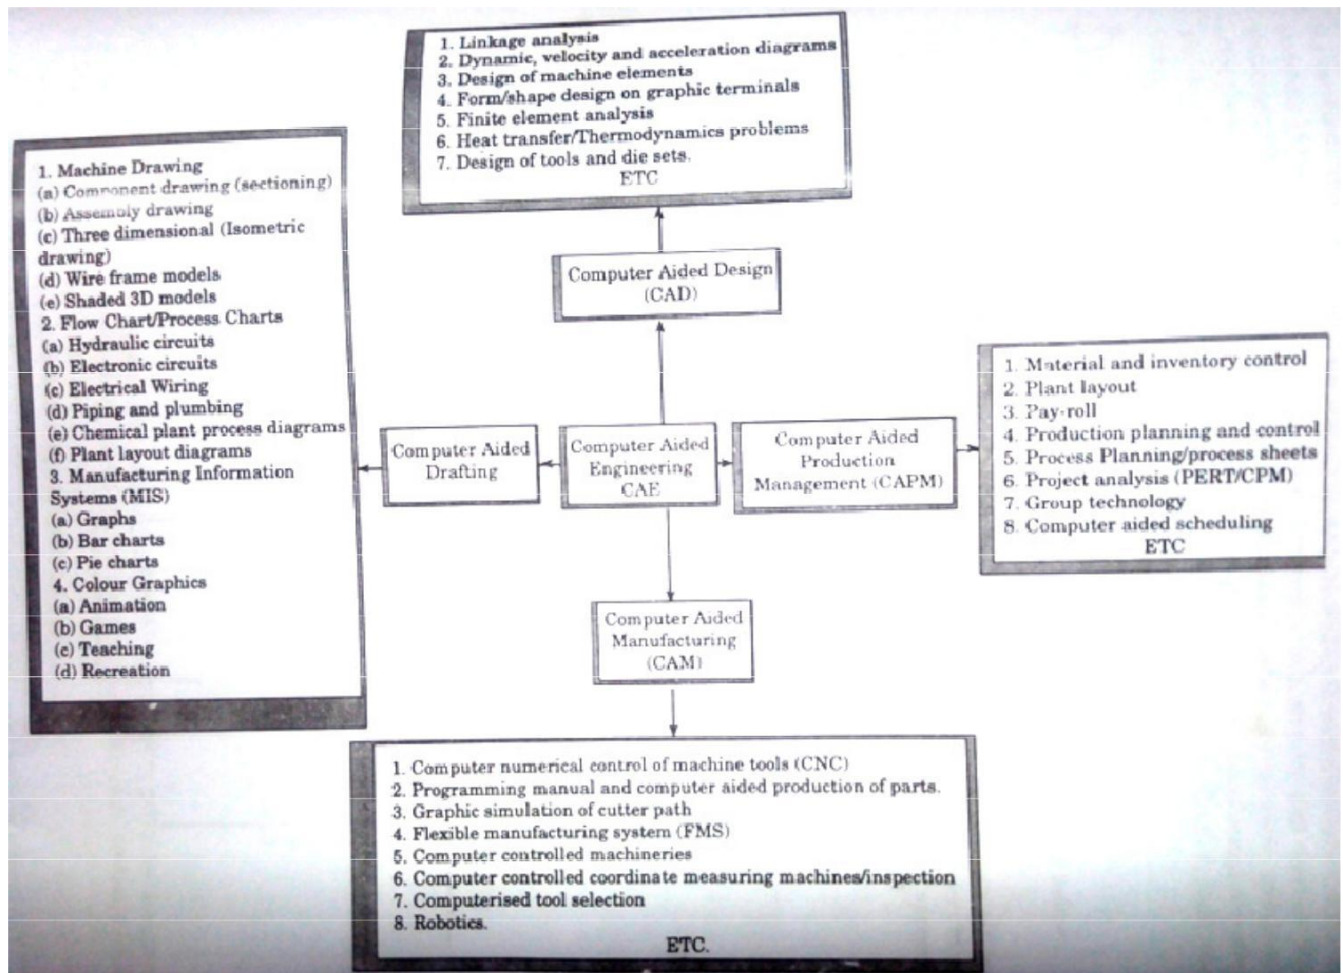 1. Linkage analysis
2. Dynamic, velocity and acceleration diagrams
3. Design of machine elements
4. Form/shape design on graphic terminals
5. Finite element analysis
6. Heat transfer/Thermodynamics problems
7. Design of tools and die sets.
ETC
Computer Aided Design
(CAD)
1. Machine Drawing
(a) Component drawing (sectioning)
(b) Assembly drawing
(c) Three dimensional (Isometric
drawing)
(d) Wire frame models
(e) Shaded 3D models
2. Flow Chart/Process Charts
(a) Hydraulic circuits
(b) Electronic circuits
(c) Electrical Wiring
(d) Piping and plumbing
(e) Chemical plant process diagrams
(f) Plant layout diagrams
3. Manufacturing Information
Systems (MIS)
(a) Graphs
(b) Bar charts
(c) Pie charts
4. Colour Graphics
(a) Animation
(b) Games
(c) Teaching
(d) Recreation
Computer Aided
Drafting
Computer Aided
Engineering
CAE
Computer Aided
Production
Management (CAPM)
1. Material and inventory control
2. Plant layout
3. Pay-roll
4. Production planning and control
5. Process Planning/process sheets
6. Project analysis (PERT/CPM)
7. Group technology
8. Computer aided scheduling
ETC
Computer Aided
Manufacturing
(CAM)
1. Computer numerical control of machine tools (CNC)
2. Programming manual and computer aided production of parts.
3. Graphic simulation of cutter path
4. Flexible manufacturing system (FMS)
5. Computer controlled machineries
6. Computer controlled coordinate measuring machines/inspection
7. Computerised tool selection
8. Robotics.
ETC.